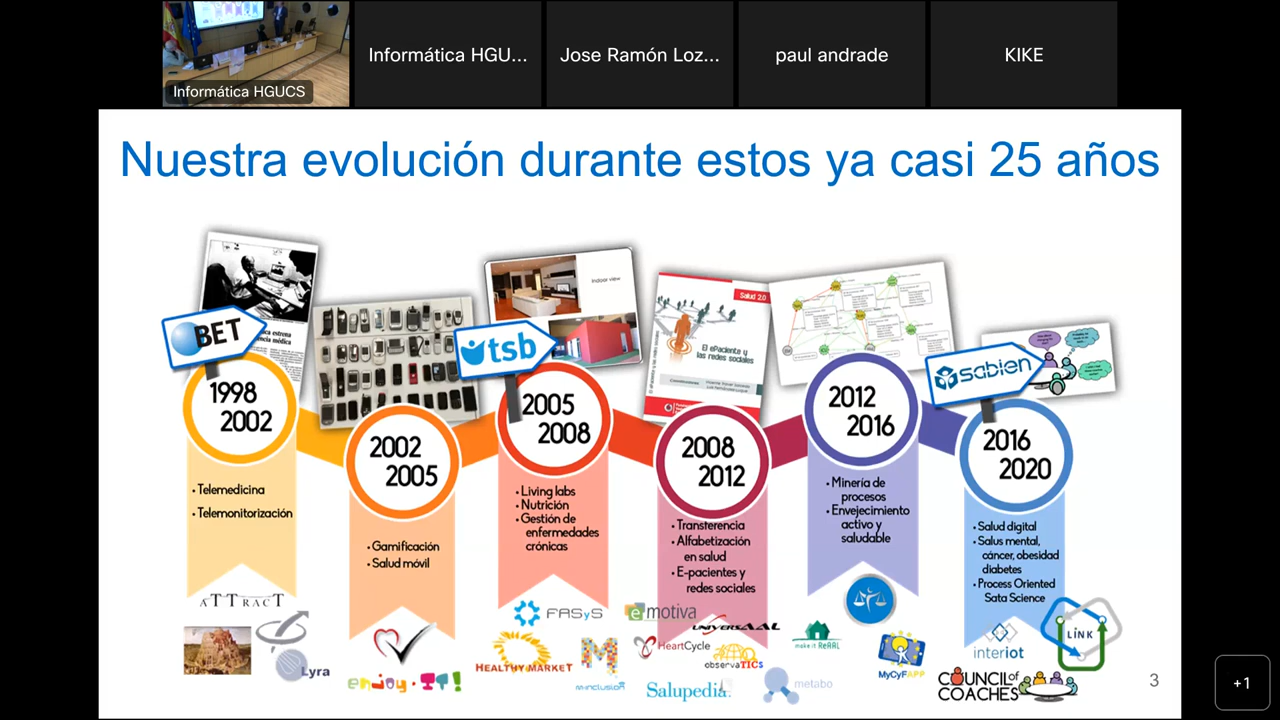 Informática HGUCS
Informática HGU...
Jose Ramón Loz...
paul andrade
KIKE
Nuestra evolución durante estos ya casi 25 años
BET
1998
2002
• Telemedicina
• Telemonitorización
2002
2005
• Gamificación
• Salud móvil
Indoor view
tsb
2005
2008
• Living labs
• Nutrición
• Gestión de
enfermedades
crónicas
Salud 2.0
El ePaciente y
las redes sociales
2008
2012
• Transferencia
• Alfabetización
en salud
• E-pacientes y
redes sociales
2012
2016
• Minería de
procesos
• Envejecimiento
activo y
saludable
sabien
2016
2020
• Salud digital
• Salus mental,
cáncer, obesidad
diabetes
• Process Oriented
Sata Science
ATTRACT
Lyra
enjoy·IT!
FASyS
HEALTHY MARKET
M-inclusion
emotiva
UNIVERSAAL
HeartCycle
observaTICS
Salupedia
metabo
make it ReAAL
MyCyFAPP
interiot
LINK
COUNCIL of
COACHES
3
+1